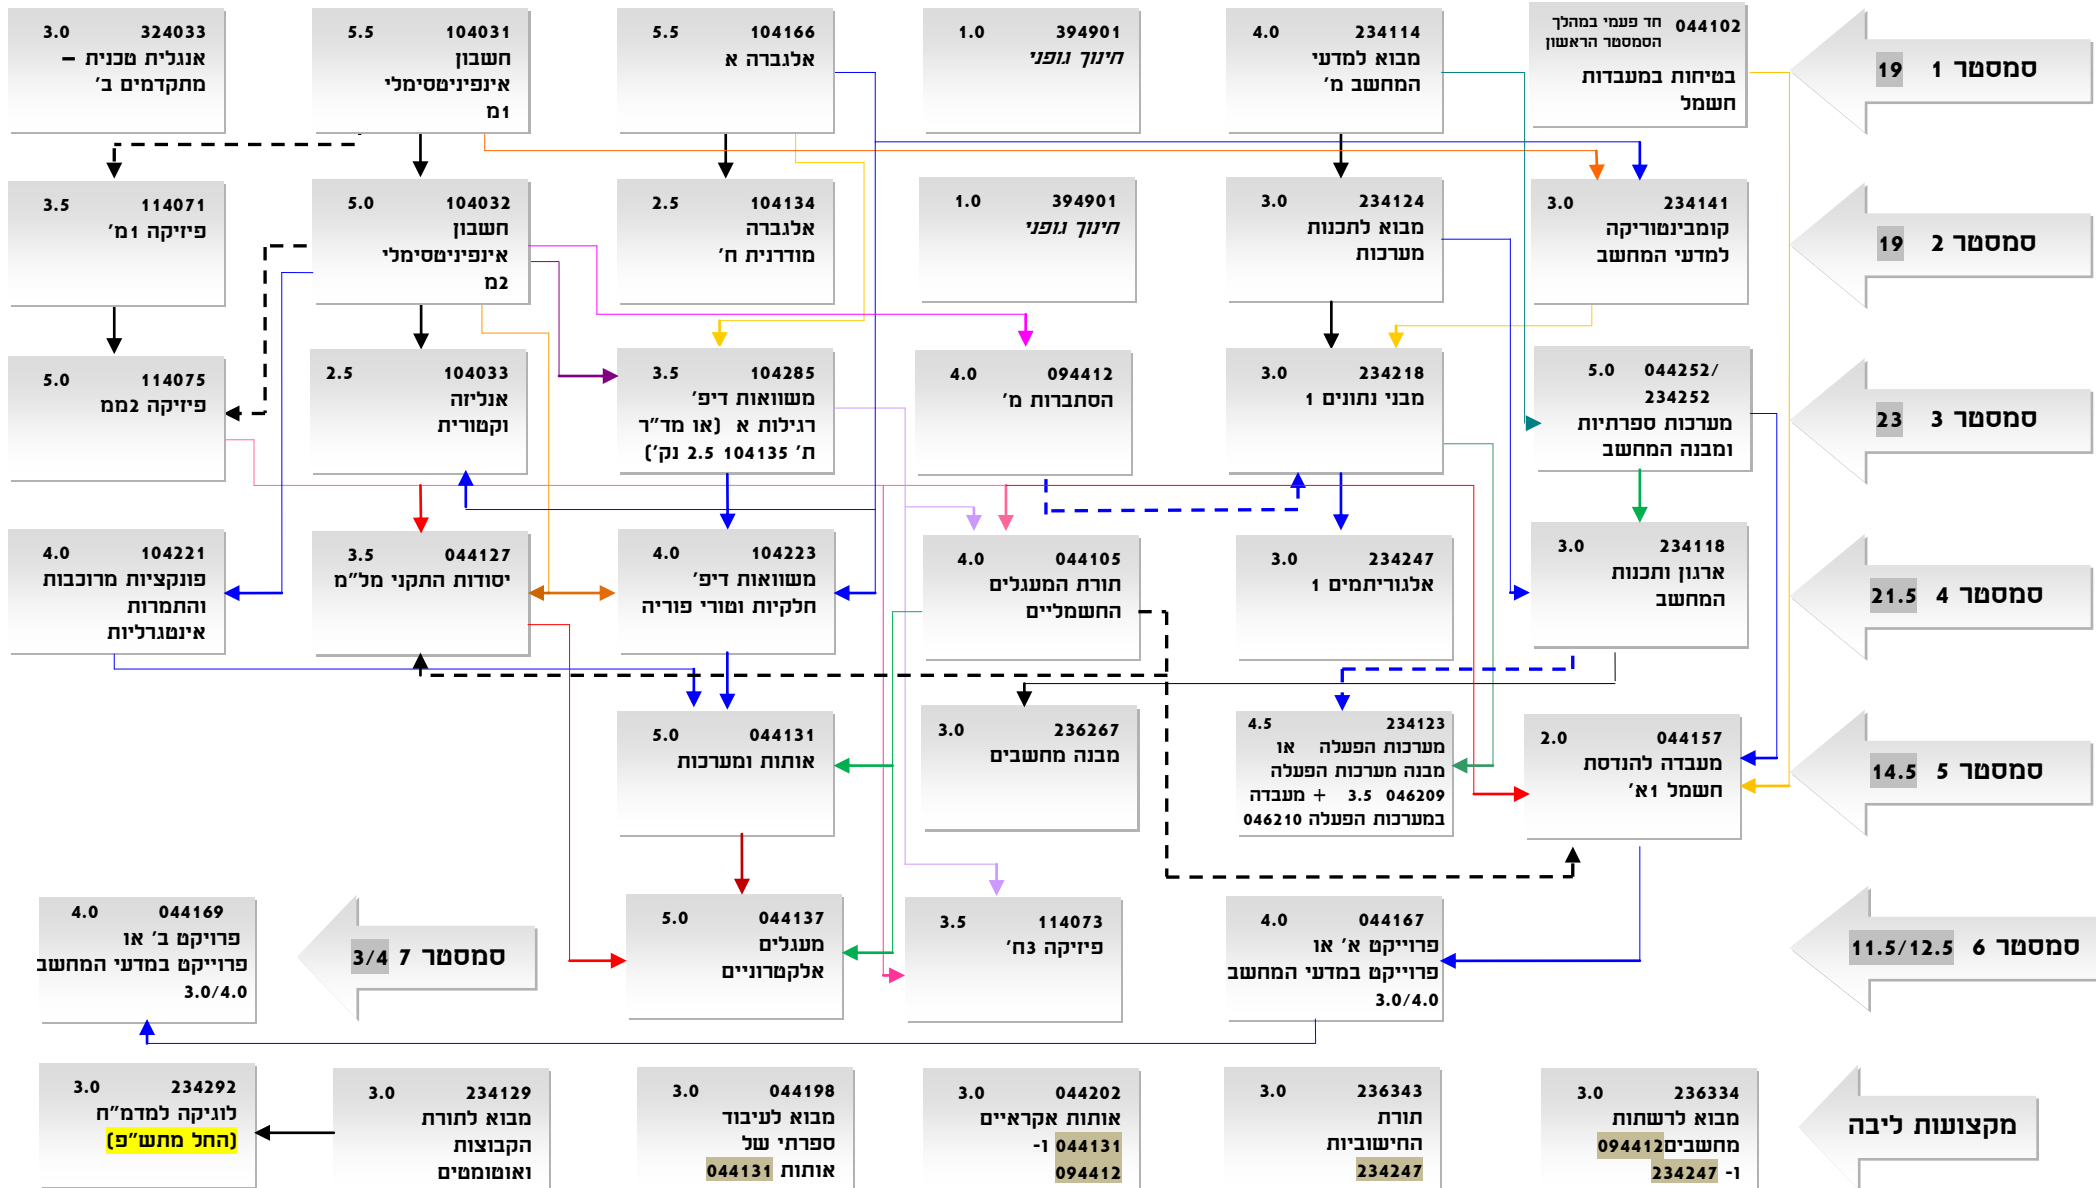 סמסטר 1 19
044102 חד פעמי במהלך
הסמסטר הראשון
בטיחות במעבדות
חשמל
234114 4.0
מבוא למדעי
המחשב מ'
394901 1.0
חינוך גופני
104166 5.5
אלגברה א
104031 5.5
חשבון
אינפיניטסימלי
1מ
324033 3.0
אנגלית טכנית –
מתקדמים ב'
סמסטר 2 19
234141 3.0
קומבינטוריקה
למדעי המחשב
234124 3.0
מבוא לתכנות
מערכות
394901 1.0
חינוך גופני
104134 2.5
אלגברה
מודרנית ח'
104032 5.0
חשבון
אינפיניטסימלי
2מ
114071 3.5
פיזיקה 1מ'
סמסטר 3 23
044252/ 5.0
234252
מערכות ספרתיות
ומבנה המחשב
234218 3.0
מבני נתונים 1
094412 4.0
הסתברות מ'
104285 3.5
משוואות דיפ'
רגילות א (או מד"ר
ת' 104135 2.5 נק')
104033 2.5
אנליזה
וקטורית
114075 5.0
פיזיקה 2ממ
סמסטר 4 21.5
234118 3.0
ארגון ותכנות
המחשב
234247 3.0
אלגוריתמים 1
044105 4.0
תורת המעגלים
החשמליים
104223 4.0
משוואות דיפ'
חלקיות וטורי פוריה
044127 3.5
יסודות התקני מל"מ
104221 4.0
פונקציות מרוכבות
והתמרות
אינטגרליות
סמסטר 5 14.5
044157 2.0
מעבדה להנדסת
חשמל 1א'
234123 4.5
מערכות הפעלה או
מבנה מערכות הפעלה
046209 3.5 + מעבדה
במערכות הפעלה 046210
236267 3.0
מבנה מחשבים
044131 5.0
אותות ומערכות
סמסטר 6 11.5/12.5
044167 4.0
פרוייקט א' או
פרוייקט במדעי המחשב
3.0/4.0
114073 3.5
פיזיקה 3ח'
044137 5.0
מעגלים
אלקטרוניים
סמסטר 7 3/4
044169 4.0
פרויקט ב' או
פרוייקט במדעי המחשב
3.0/4.0
מקצועות ליבה
236334 3.0
מבוא לרשתות
מחשבים094412
ו- 234247
236343 3.0
תורת
החישוביות
234247
044202 3.0
אותות אקראיים
044131 ו-
094412
044198 3.0
מבוא לעיבוד
ספרתי של
אותות 044131
234129 3.0
מבוא לתורת
הקבוצות
ואוטומטים
234292 3.0
לוגיקה למדמ"ח
(החל מתש"פ)